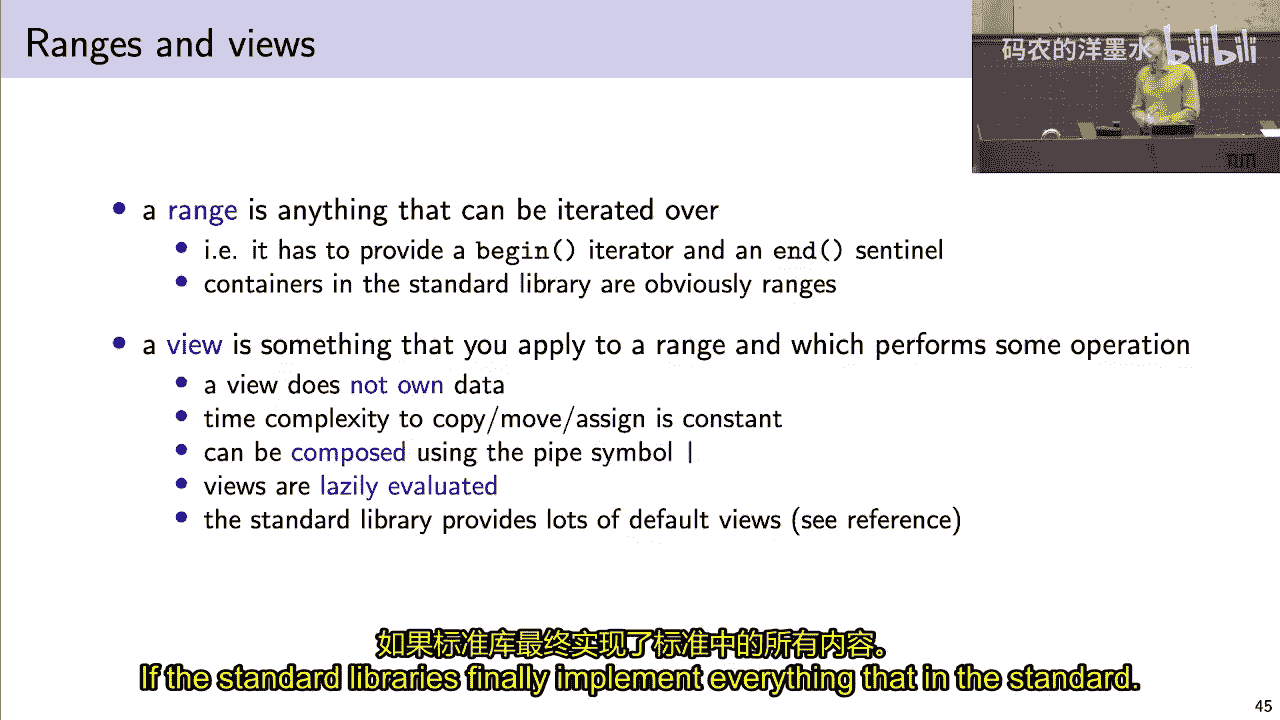 Ranges and views
码农的洋墨水 bilibili
• a range is anything that can be iterated over
• i.e. it has to provide a begin() iterator and an end() sentinel
• containers in the standard library are obviously ranges
• a view is something that you apply to a range and which performs some operation
• a view does not own data
• time complexity to copy/move/assign is constant
• can be composed using the pipe symbol |
• views are lazily evaluated
• the standard library provides lots of default views (see reference)
如果标准库最终实现了标准中的所有内容。
If the standard libraries finally implement everything that in the standard.
45